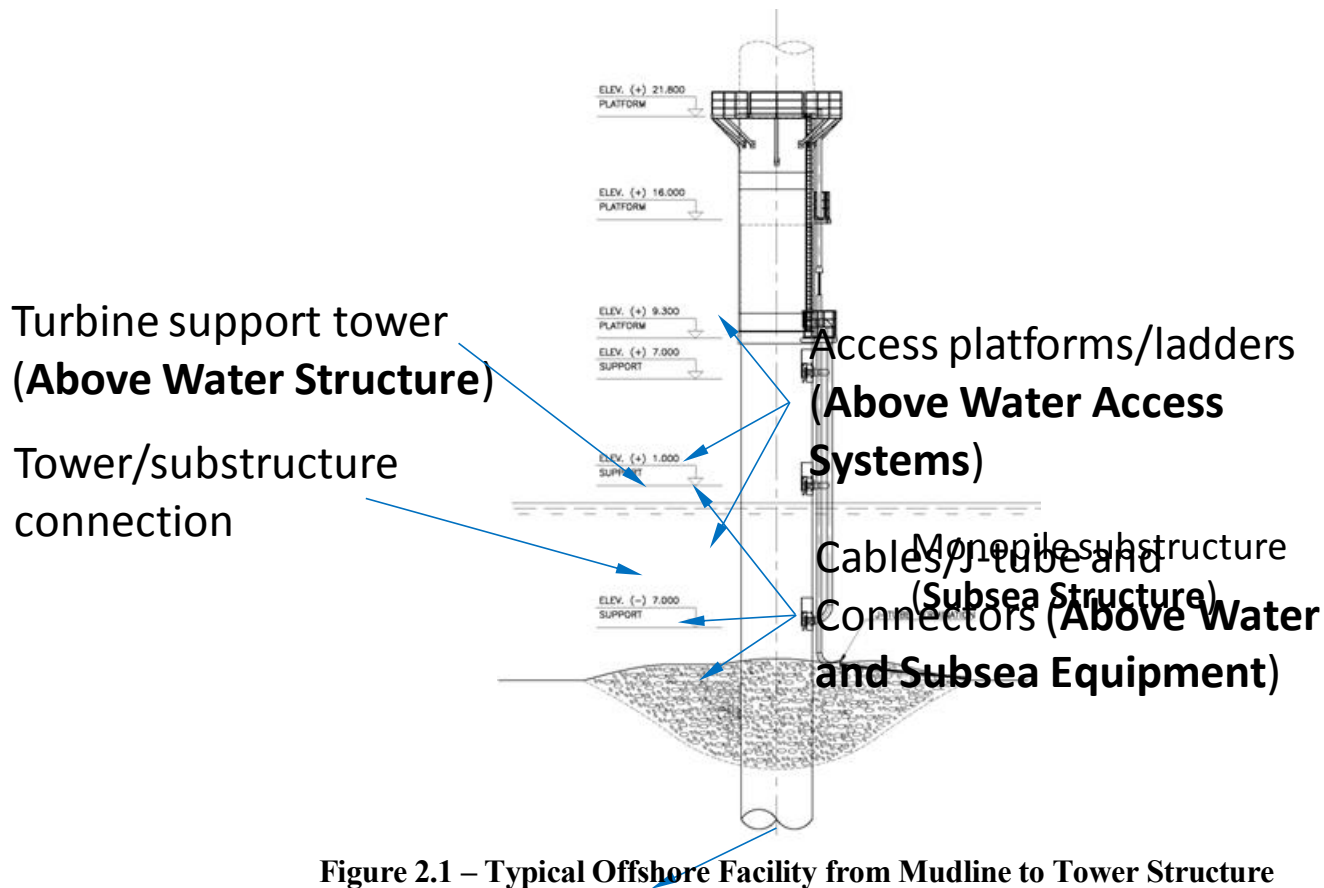 ELEV. (+) 21.800
PLATFORM
ELEV. (+) 16.000
PLATFORM
ELEV. (+) 9.300
PLATFORM
ELEV. (+) 7.000
SUPPORT
ELEV. (+) 1.000
SUPPORT
ELEV. (-) 7.000
SUPPORT
Turbine support tower
(Above Water Structure)
Tower/substructure
connection
Access platforms/ladders
(Above Water Access
Systems)
Monopile substructure
(Subsea Structure)
Cables/J-tube and
Connectors (Above Water
and Subsea Equipment)
Figure 2.1 – Typical Offshore Facility from Mudline to Tower Structure